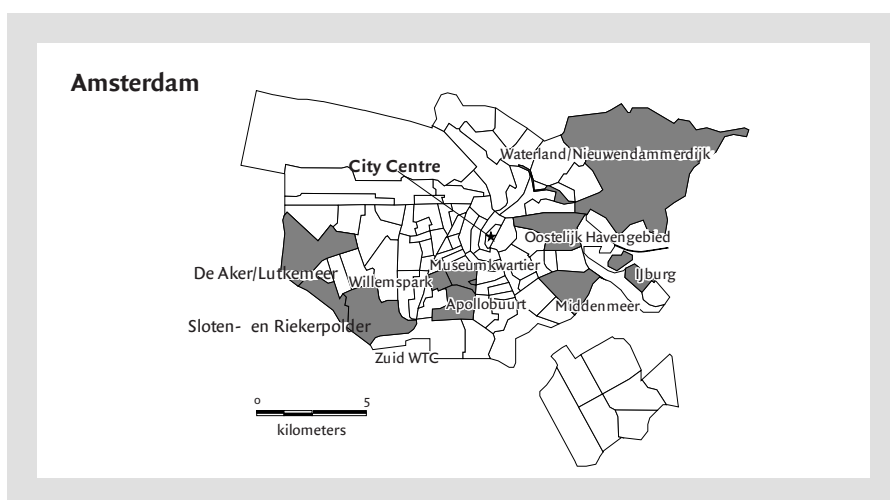 Amsterdam
Waterland/Nieuwendammerdijk
City Centre
Oostelijk Havengebied
Museumkwartier
De Aker/Lutkemeer
Willemspark
IJburg
Apollobuurt
Middenmeer
Sloten- en Riekerpolder
Zuid WTC
0 5
kilometers